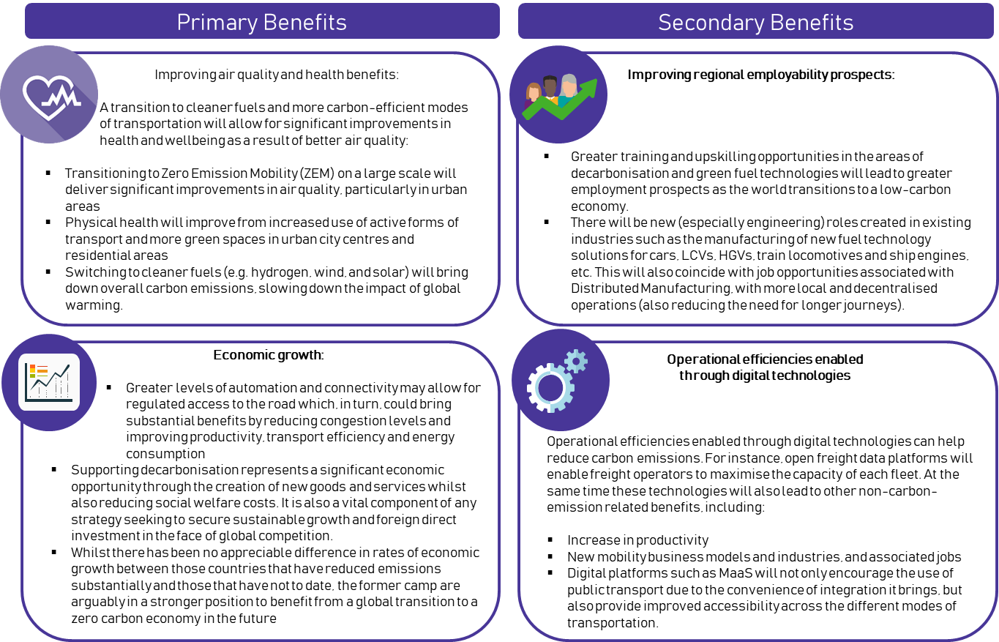 Primary Benefits
Improving air quality and health benefits:
A transition to cleaner fuels and more carbon-efficient modes
of transportation will allow for significant improvements in
health and wellbeing as a result of better air quality:
▪ Transitioning to Zero Emission Mobility (ZEM) on a large scale will
deliver significant improvements in air quality, particularly in urban
areas
▪ Physical health will improve from increased use of active forms of
transport and more green spaces in urban city centres and
residential areas
▪ Switching to cleaner fuels (e.g. hydrogen, wind, and solar) will bring
down overall carbon emissions, slowing down the impact of global
warming.
Economic growth:
▪ Greater levels of automation and connectivity may allow for
regulated access to the road which, in turn, could bring
substantial benefits by reducing congestion levels and
improving productivity, transport efficiency and energy
consumption
▪ Supporting decarbonisation represents a significant economic
opportunity through the creation of new goods and services whilst
also reducing social welfare costs. It is also a vital component of any
strategy seeking to secure sustainable growth and foreign direct
investment in the face of global competition.
▪ Whilst there has been no appreciable difference in rates of economic
growth between those countries that have reduced emissions
substantially and those that have not to date, the former camp are
arguably in a stronger position to benefit from a global transition to a
zero carbon economy in the future
Secondary Benefits
Improving regional employability prospects:
▪ Greater training and upskilling opportunities in the areas of
decarbonisation and green fuel technologies will lead to greater
employment prospects as the world transitions to a low-carbon
economy.
▪ There will be new (especially engineering) roles created in existing
industries such as the manufacturing of new fuel technology
solutions for cars, LCVs, HGVs, train locomotives and ship engines,
etc. This will also coincide with job opportunities associated with
Distributed Manufacturing, with more local and decentralised
operations (also reducing the need for longer journeys).
Operational efficiencies enabled
through digital technologies
Operational efficiencies enabled through digital technologies can help
reduce carbon emissions. For instance, open freight data platforms will
enable freight operators to maximise the capacity of each fleet. At the
same time these technologies will also lead to other non-carbon-
emission related benefits, including:
▪ Increase in productivity
▪ New mobility business models and industries, and associated jobs
▪ Digital platforms such as MaaS will not only encourage the use of
public transport due to the convenience of integration it brings, but
also provide improved accessibility across the different modes of
transportation.